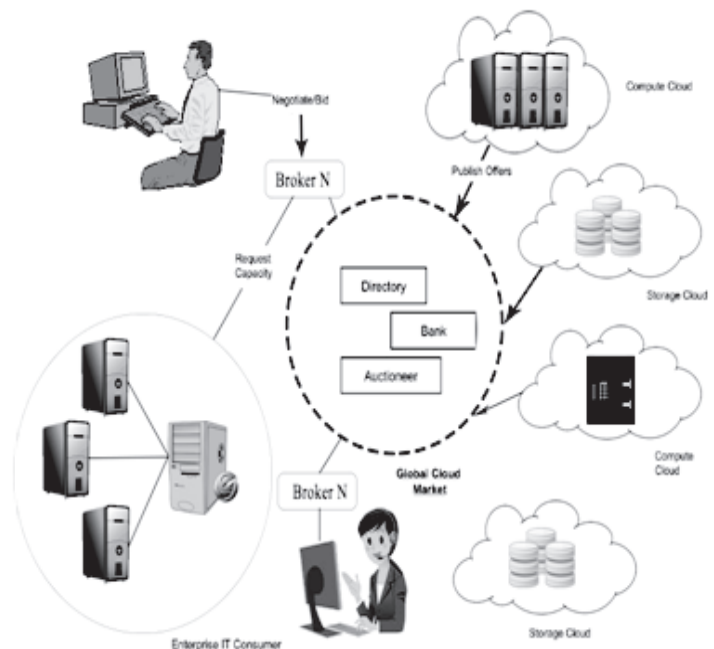 Negotiate/Bid
Compute Cloud
Publish Offers
Broker N
Request
Capacity
Storage Cloud
Directory
Bank
Auctioneer
Compute
Cloud
Global Cloud
Market
Broker N
Storage Cloud
Enterprise IT Consumer